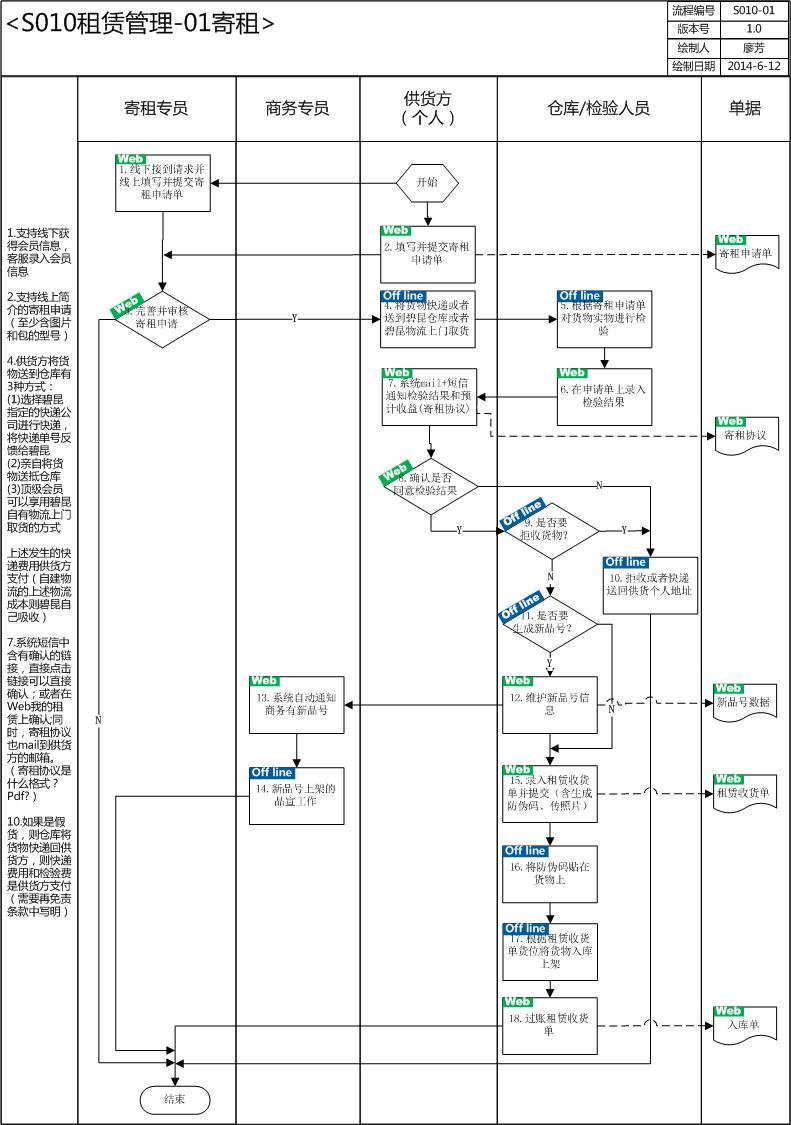 <S010租赁管理-01寄租>
流程编号 S010-01
版本号 1.0
绘制人 廖芳
绘制日期 2014-6-12
寄租专员
商务专员
供货方
（个人）
仓库/检验人员
单据
1.支持线下获
得会员信息，
客服录入会员
信息
2.支持线上简
介的寄租申请
（至少含图片
和包的型号）
4.供货方将货
物送到仓库有
3种方式：
(1)选择碧昆
指定的快递公
司进行快递，
将快递单号反
馈给碧昆
(2)亲自将货
物送抵仓库
(3)顶级会员
可以享用碧昆
自有物流上门
取货的方式
上述发生的快
递费用供货方
支付（自建物
流的上述物流
成本则碧昆自
己吸收）
7.系统短信中
含有确认的链
接，直接点击
链接可以直接
确认；或者在
Web我的租
赁上确认;同
时，寄租协议
也mail到供货
方的邮箱。
（寄租协议是
什么格式？
Pdf?）
10.如果是假
货，则仓库将
货物快递回供
货方，则快递
费用和检验费
是供货方支付
（需要再免责
条款中写明）
Web
1.线下接到请求并
线上填写并提交寄
租申请单
开始
Web
2.填写并提交寄租
申请单
Web
寄租申请单
Web
完善并审核
寄租申请
Y
N
Off line
4.将货物快递或者
送到碧昆仓库或者
碧昆物流上门取货
Off line
5.根据寄租申请单
对货物实物进行检
验
Web
6.在申请单上录入
检验结果
Web
7.系统mail+短信
通知检验结果和预
计收益(寄租协议)
Web
寄租协议
Web
8.确认是否
同意检验结果
N
Y
Off line
9.是否要
拒收货物?
Y
N
Off line
10.拒收或者快递
送回供货个人地址
Off line
11.是否要
生成新品号?
Y
N
Web
12.维护新品号信
息
Web
新品号数据
Web
13.系统自动通知
商务有新品号
Off line
14.新品号上架的
品宣工作
Web
15.录入租赁收货
单并提交（含生成
防伪码、传照片）
Web
租赁收货单
Off line
16.将防伪码贴在
货物上
Off line
17.根据租赁收货
单货位将货物入库
上架
Web
18.过账租赁收货
单
Web
入库单
结束